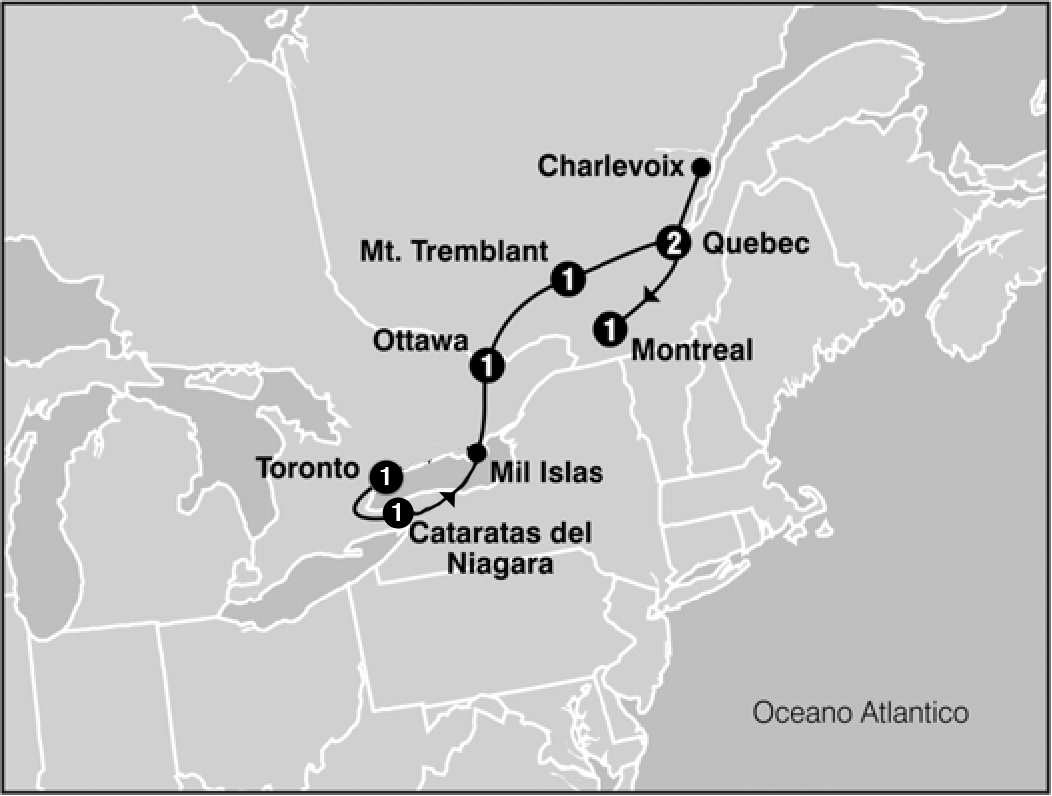 Charlevoix
2 Quebec
Mt. Tremblant
1
1
Montreal
Ottawa
1
Toronto 1
Mil Islas
1
Cataratas del
Niagara
Oceano Atlantico